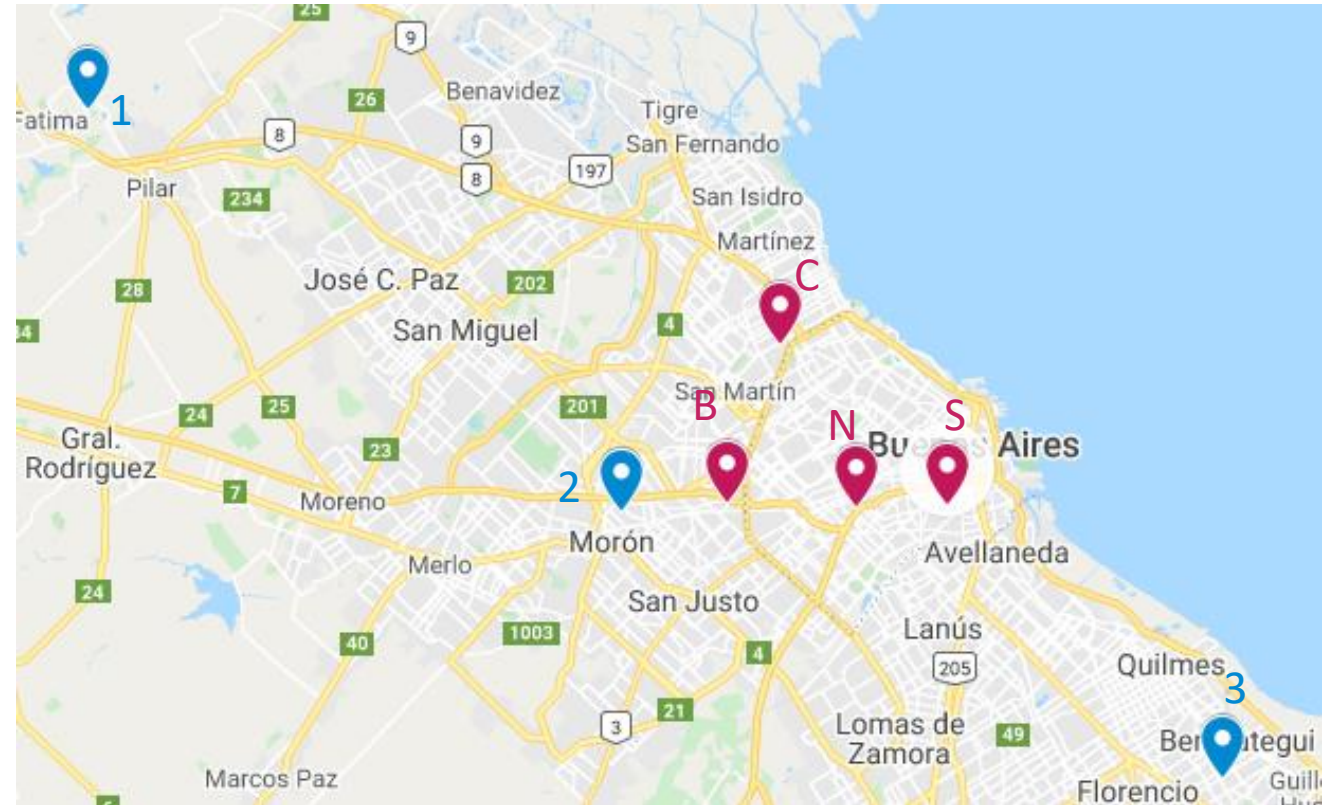 25
9
Benavidez
26
1
Fatima
Tigre
8
9
San Fernando
197
8
Pilar
234
San Isidro
Martínez
C
José C. Paz
202
28
San Miguel
4
San Martín
B
201
24
25
N
S
Gral.
Rodríguez
23
Buenos Aires
2
7
Moreno
Morón
Avellaneda
Merlo
24
San Justo
1003
Lanús
40
4
205
Quilmes
3
21
3
Lomas de
Zamora
49
Marcos Paz
Florencio